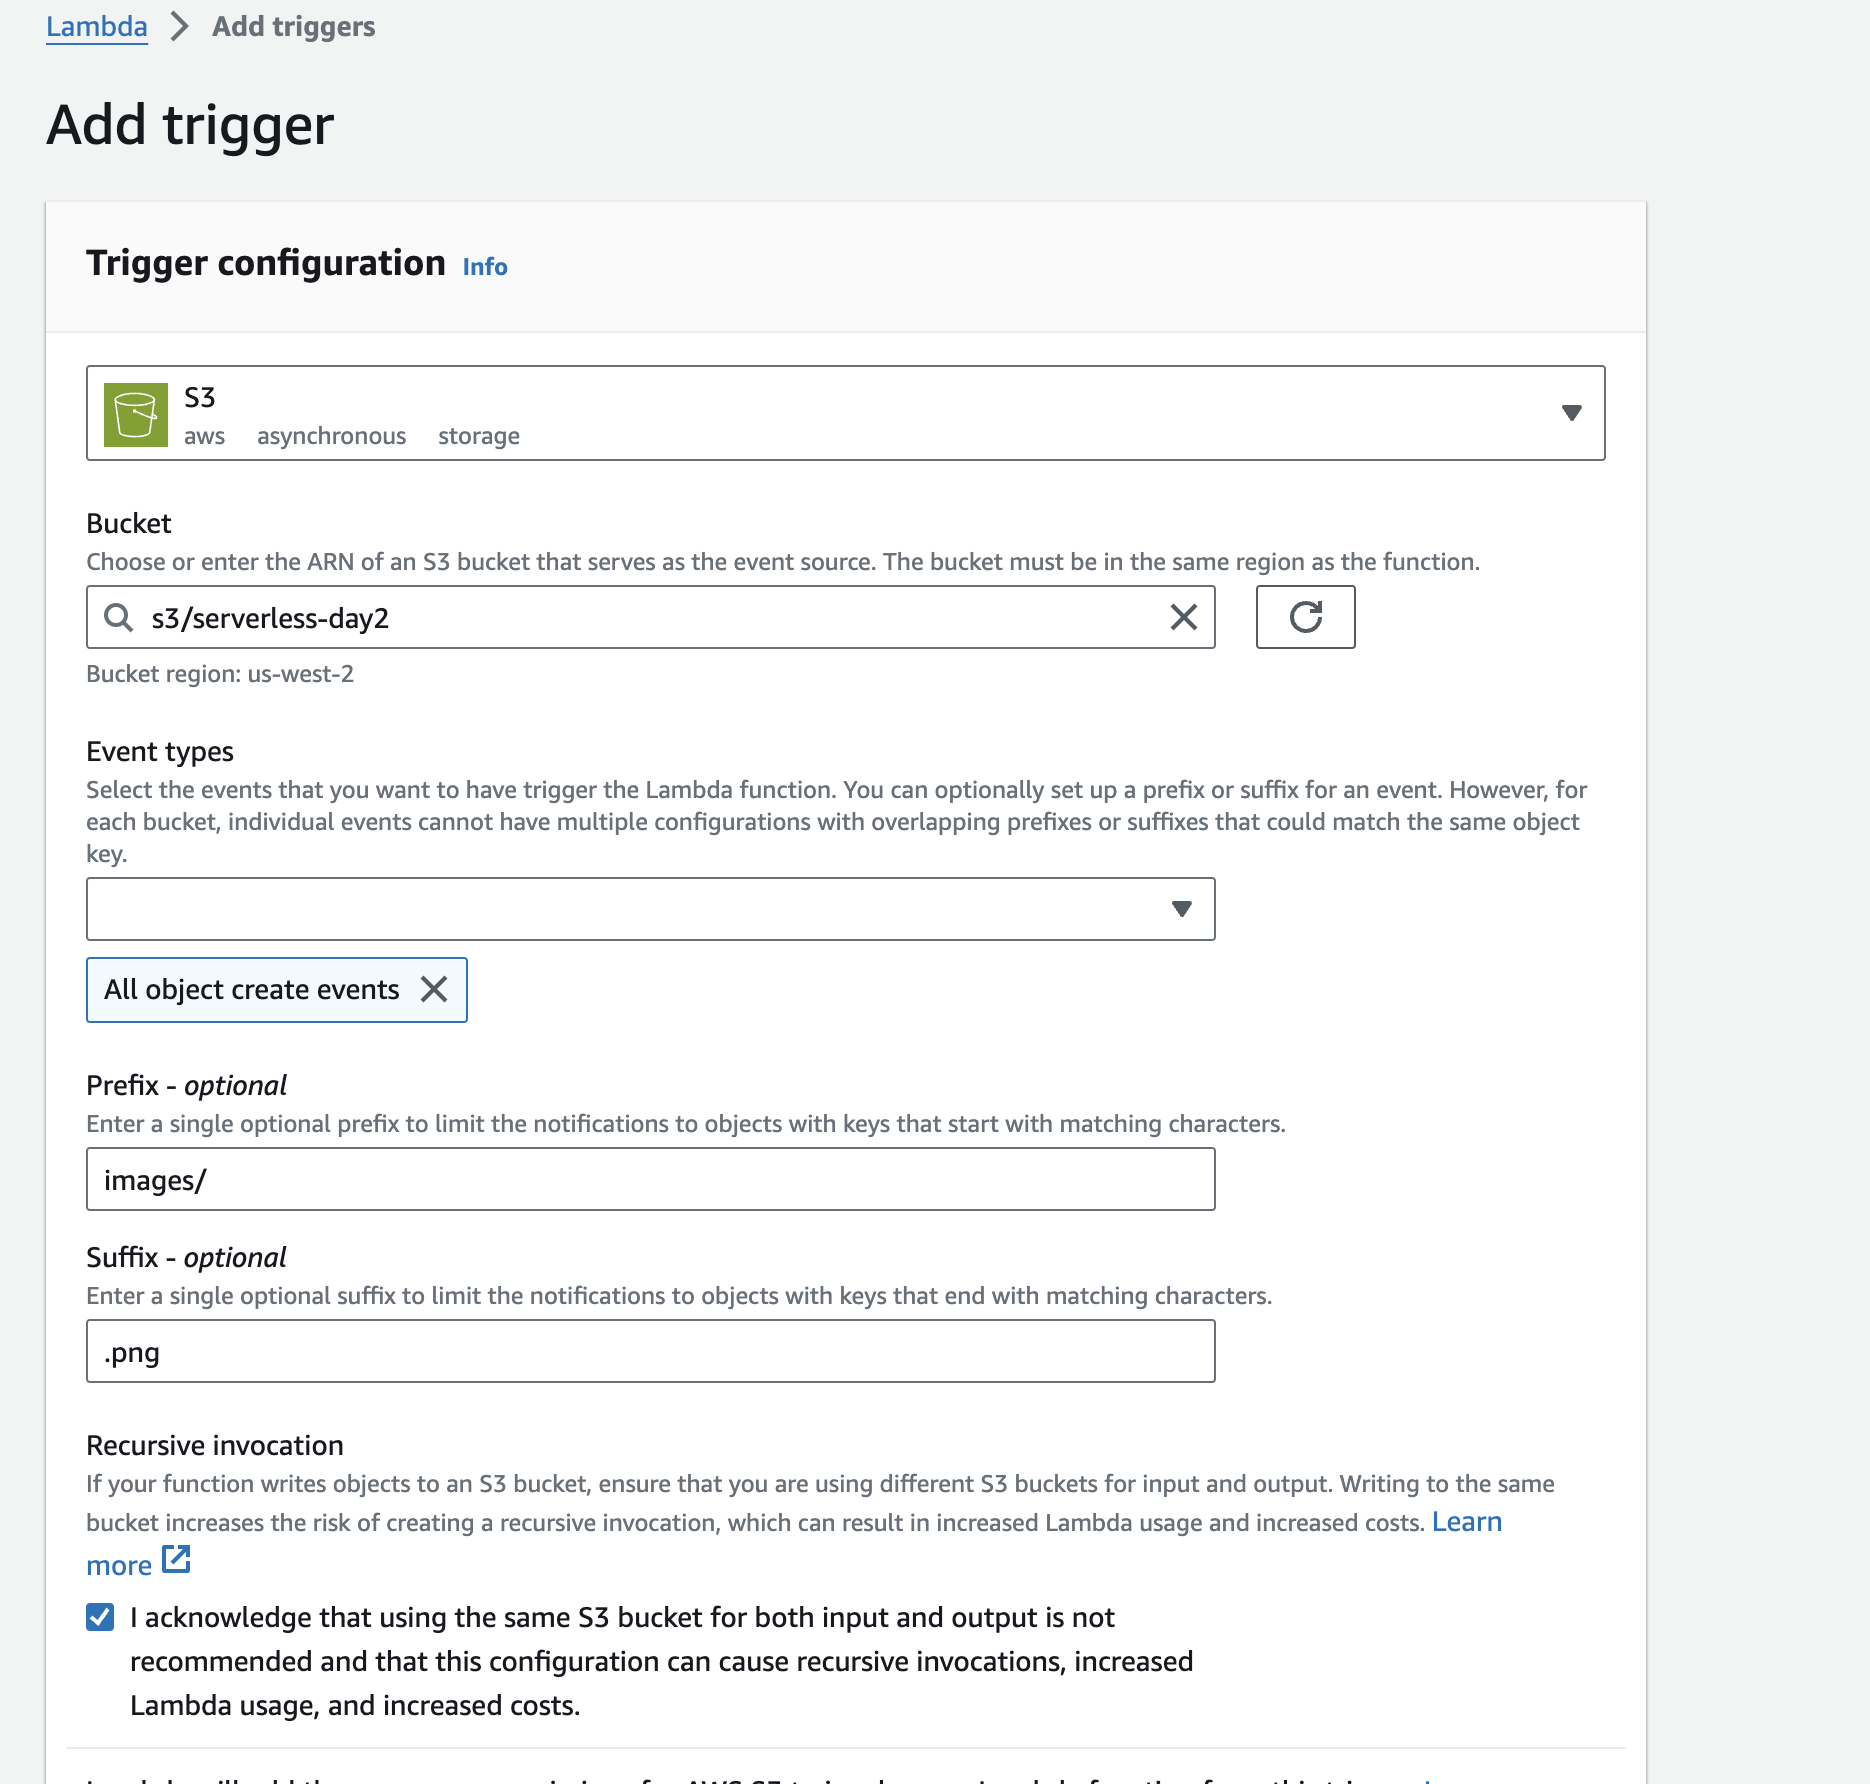 Lambda > Add triggers
Add trigger
Trigger configuration Info
S3
aws asynchronous storage
Bucket
Choose or enter the ARN of an S3 bucket that serves as the event source. The bucket must be in the same region as the function.
s3/serverless-day2
Bucket region: us-west-2
Event types
Select the events that you want to have trigger the Lambda function. You can optionally set up a prefix or suffix for an event. However, for
each bucket, individual events cannot have multiple configurations with overlapping prefixes or suffixes that could match the same object
key.
All object create events
Prefix - optional
Enter a single optional prefix to limit the notifications to objects with keys that start with matching characters.
images/
Suffix - optional
Enter a single optional suffix to limit the notifications to objects with keys that end with matching characters.
.png
Recursive invocation
If your function writes objects to an S3 bucket, ensure that you are using different S3 buckets for input and output. Writing to the same
bucket increases the risk of creating a recursive invocation, which can result in increased Lambda usage and increased costs. Learn
more
I acknowledge that using the same S3 bucket for both input and output is not
recommended and that this configuration can cause recursive invocations, increased
Lambda usage, and increased costs.